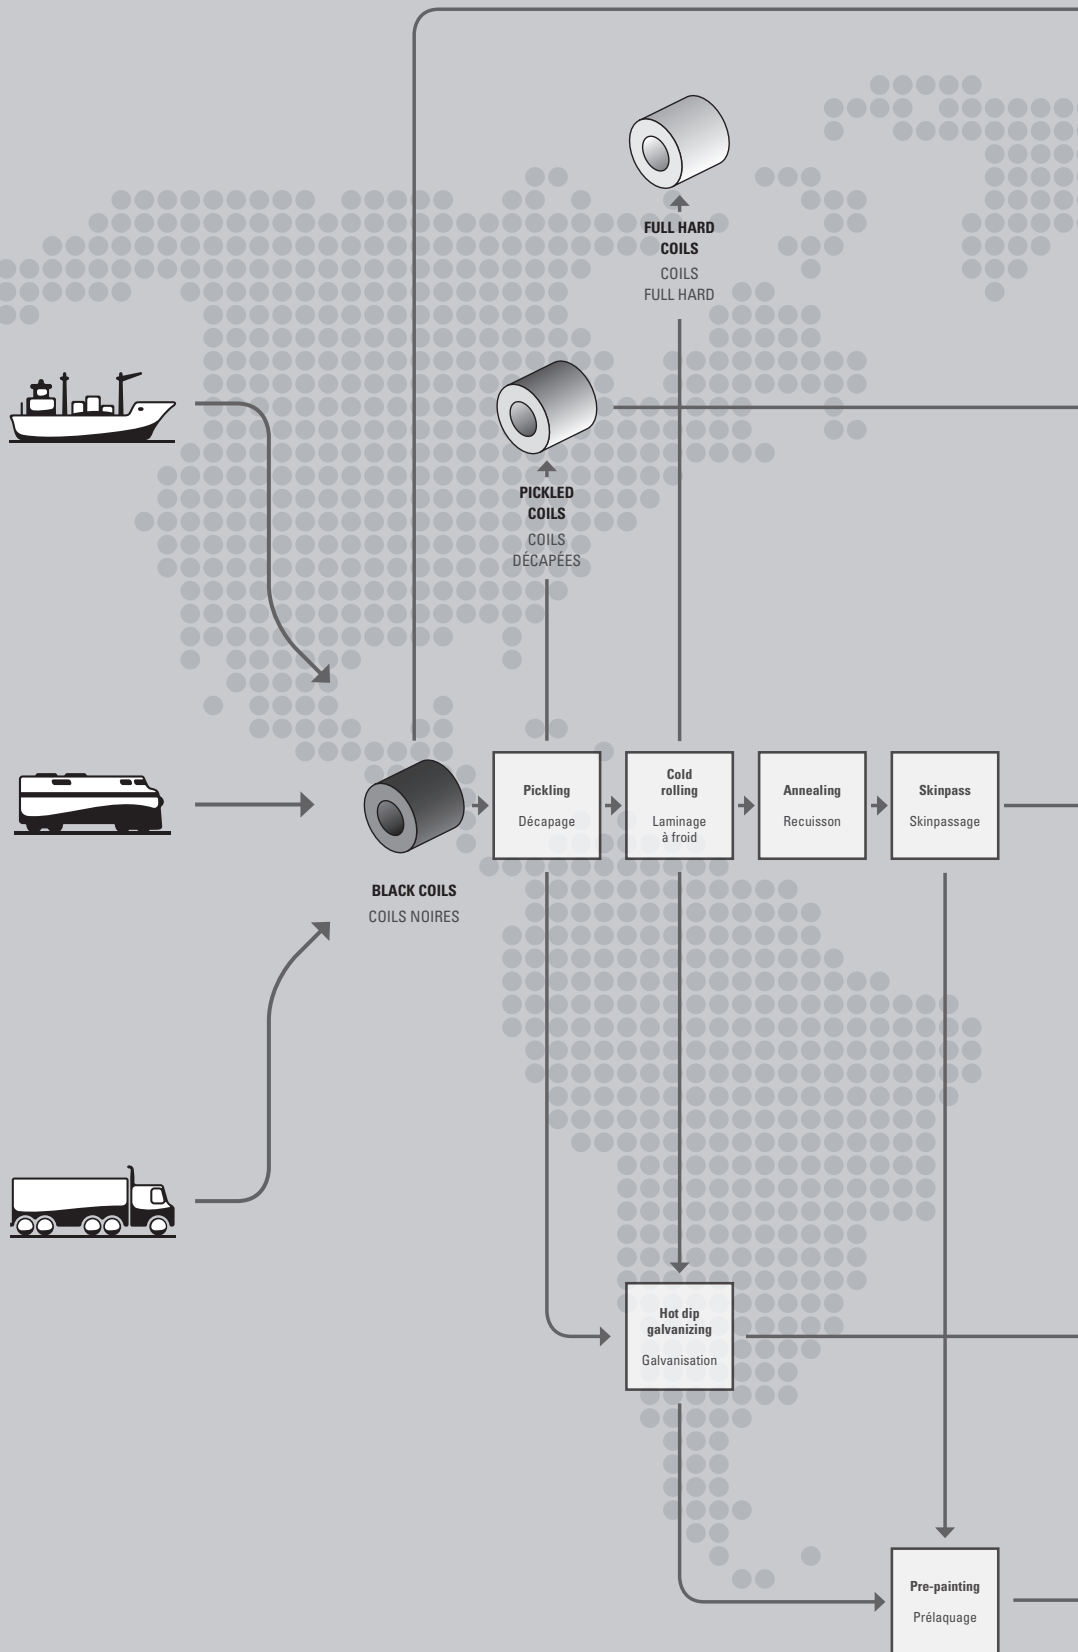 FULL HARD
COILS
COILS
FULL HARD
PICKLED
COILS
COILS
DÉCAPÉES
BLACK COILS
COILS NOIRES
Pickling
Décapage
Cold
rolling
Laminage
à froid
Annealing
Recuisson
Skinpass
Skinpassage
Hot dip
galvanizing
Galvanisation
Pre-painting
Prélaquage